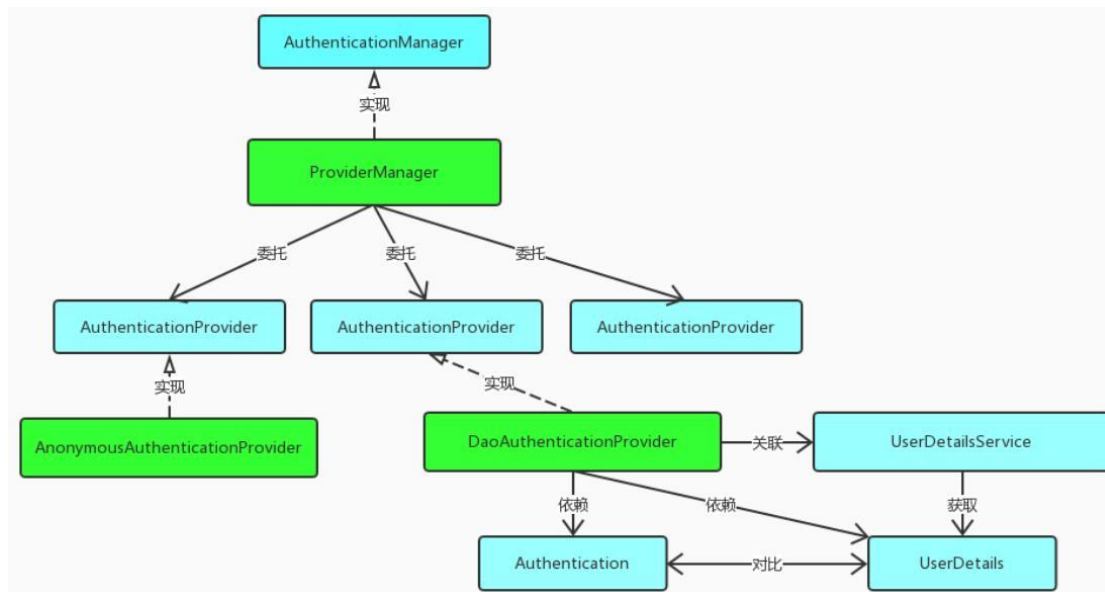 AuthenticationManager
实现
ProviderManager
委托
委托
委托
AuthenticationProvider
AuthenticationProvider
AuthenticationProvider
实现
实现
AnonymousAuthenticationProvider
DaoAuthenticationProvider
关联
UserDetailsService
依赖
依赖
获取
Authentication
对比
UserDetails